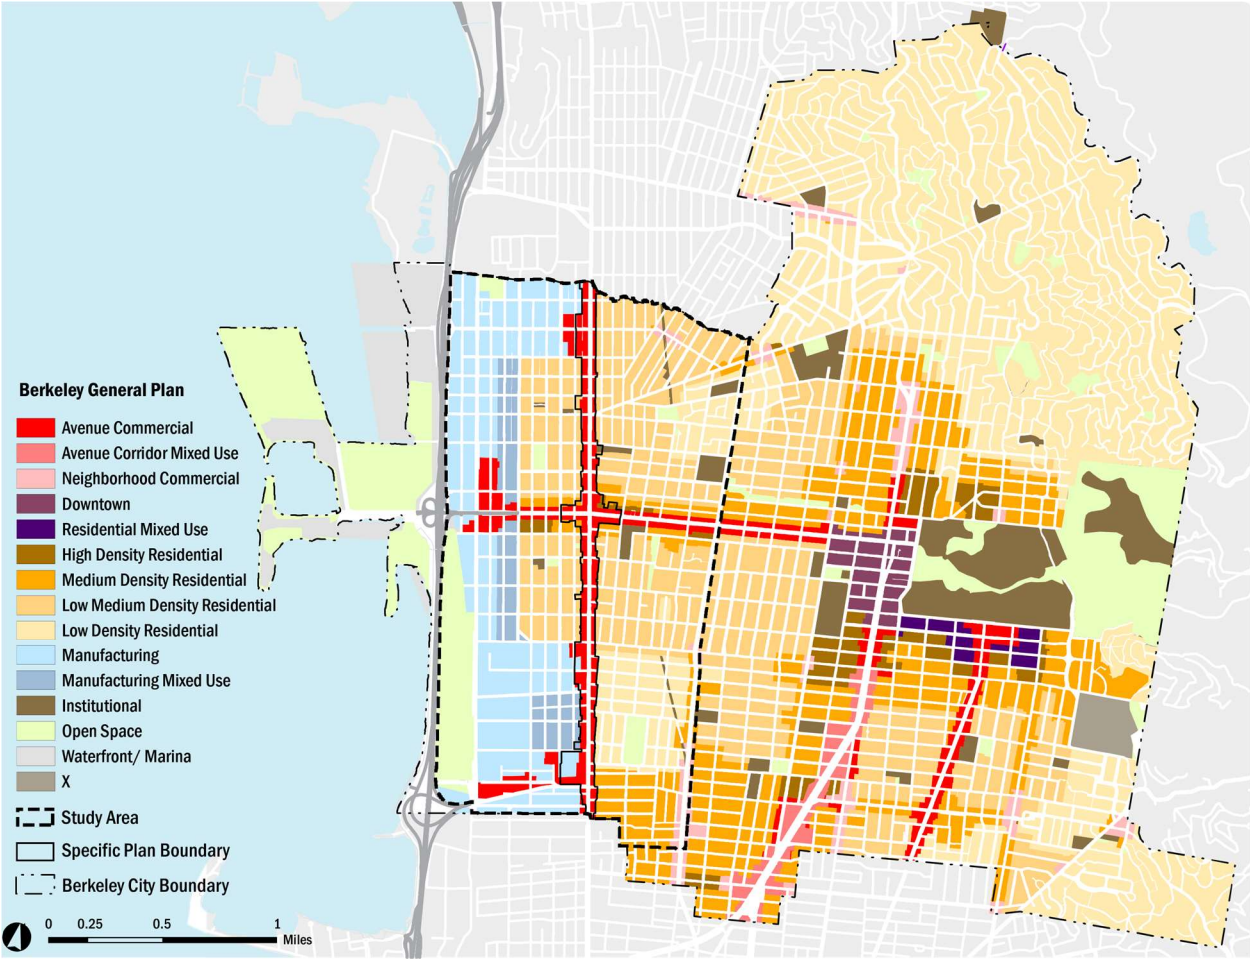 Berkeley General Plan
Avenue Commercial
Avenue Corridor Mixed Use
Neighborhood Commercial
Downtown
Residential Mixed Use
High Density Residential
Medium Density Residential
Low Medium Density Residential
Low Density Residential
Manufacturing
Manufacturing Mixed Use
Institutional
Open Space
Waterfront/ Marina
X
Study Area
Specific Plan Boundary
Berkeley City Boundary
0 0.25 0.5 1
Miles